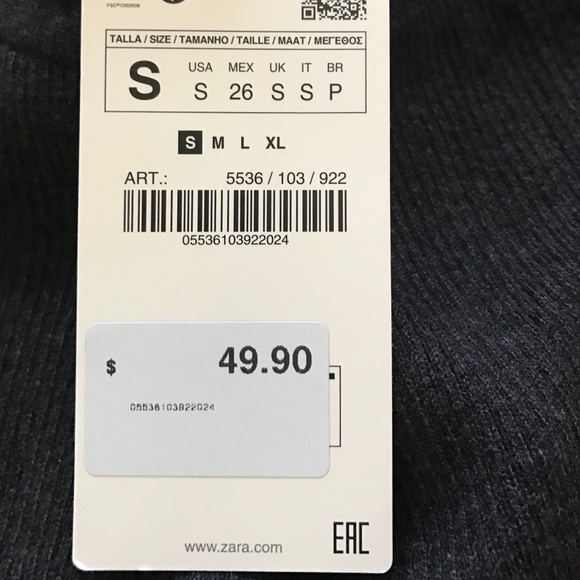 TALLA / SIZE / TAMANHO / TAILLE / MAAT / ΜΕΓΕΘΟΣ
S
USA MEX UK IT BR
S 26 S S P
S M L XL
ART.: 5536 / 103 / 922
05536103922024
$ 49.90
05536103922024
www.zara.com
EAC